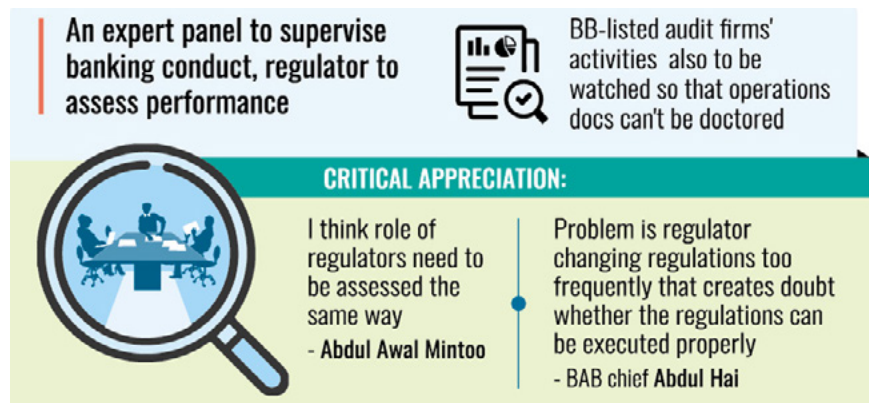 An expert panel to supervise
banking conduct, regulator to
assess performance
BB-listed audit firms'
activities also to be
watched so that operations
docs can't be doctored
CRITICAL APPRECIATION:
I think role of
regulators need to
be assessed the
same way
- Abdul Awal Mintoo
Problem is regulator
changing regulations too
frequently that creates doubt
whether the regulations can
be executed properly
- BAB chief Abdul Hai